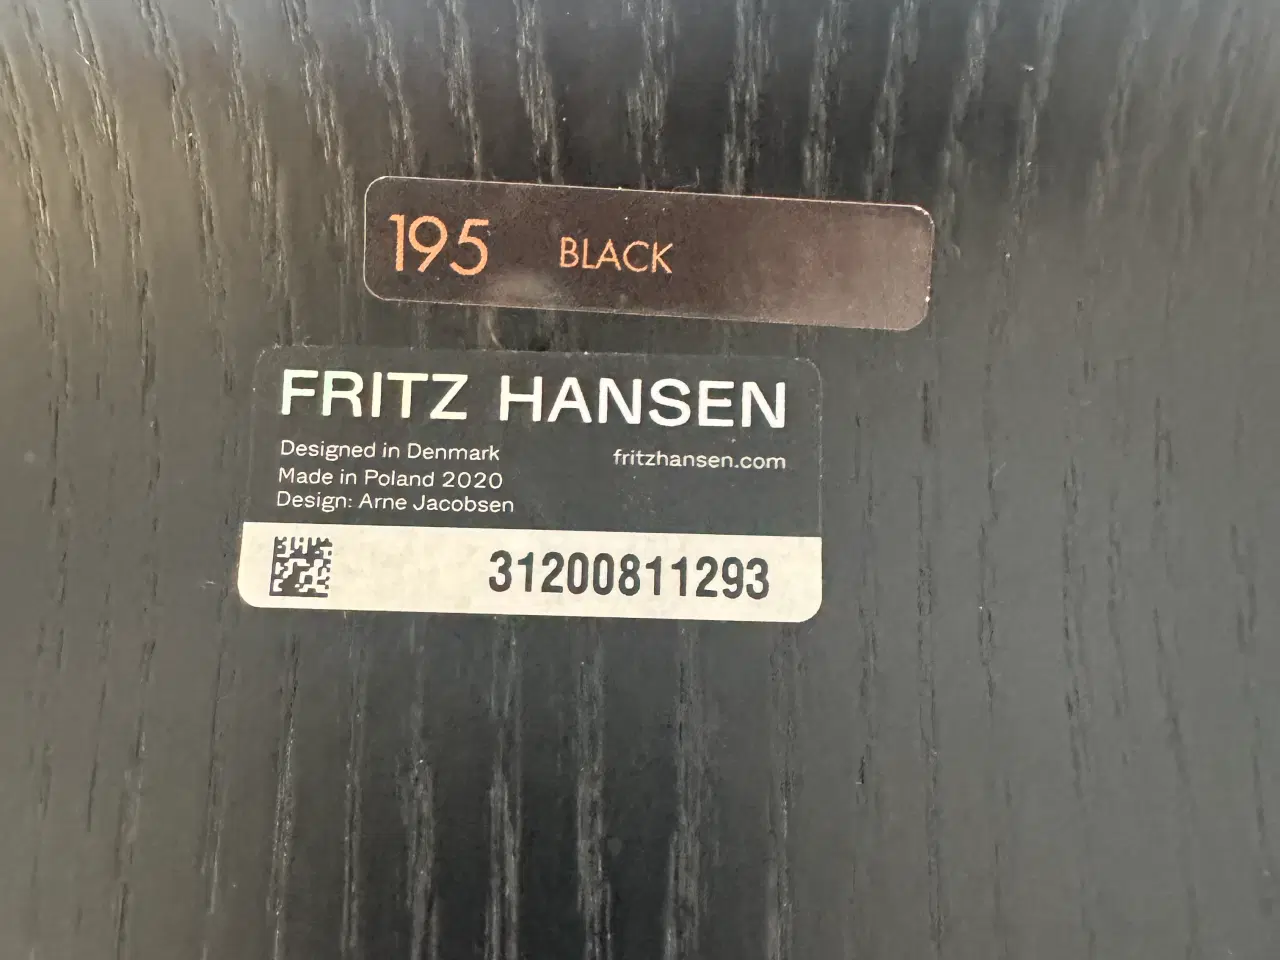 195 BLACK
FRITZ HANSEN
Designed in Denmark
fritzhansen.com
Made in Poland 2020
Design: Arne Jacobsen
31200811293